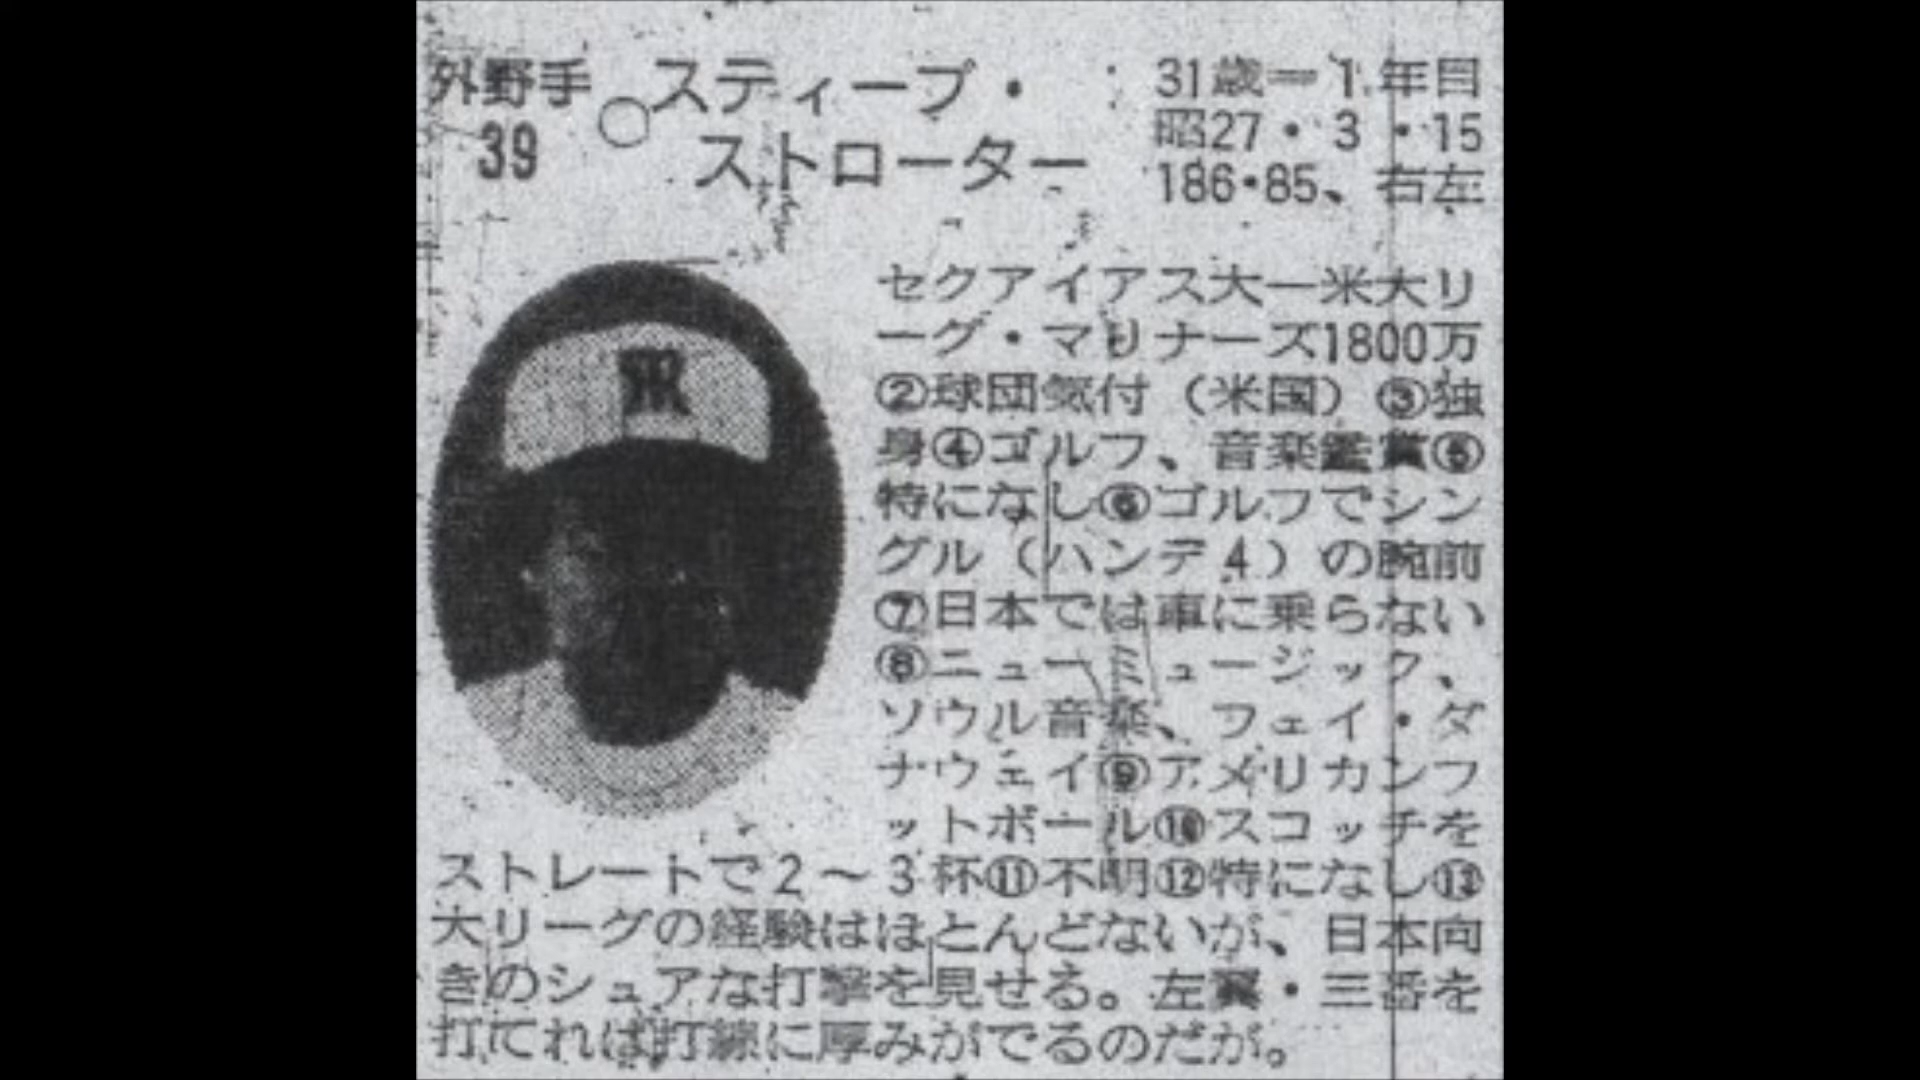 外野手
39
○スティーブ・
ストローター
31歳― 1 年目
昭27・3・15
186・85、右左
セクアイアス大―米大リ
ーグ・マリナーズ1800万
②球団気付（米国）③独
身④ゴルフ、音楽鑑賞⑤
特になし⑥ゴルフでシン
グル（ハンデ4）の腕前
⑦日本では車に乗らない
⑧ニューミュージック、
ソウル音楽、フェイ・ダ
ナウェイ⑨アメリカンフ
ットボール⑩スコッチを
ストレートで2～3杯⑪不明⑫特になし⑬
大リーグの経験はほとんどないが、日本向
きのシュアな打撃を見せる。左翼・三番を
打てれば打線に厚みがでるのだが。